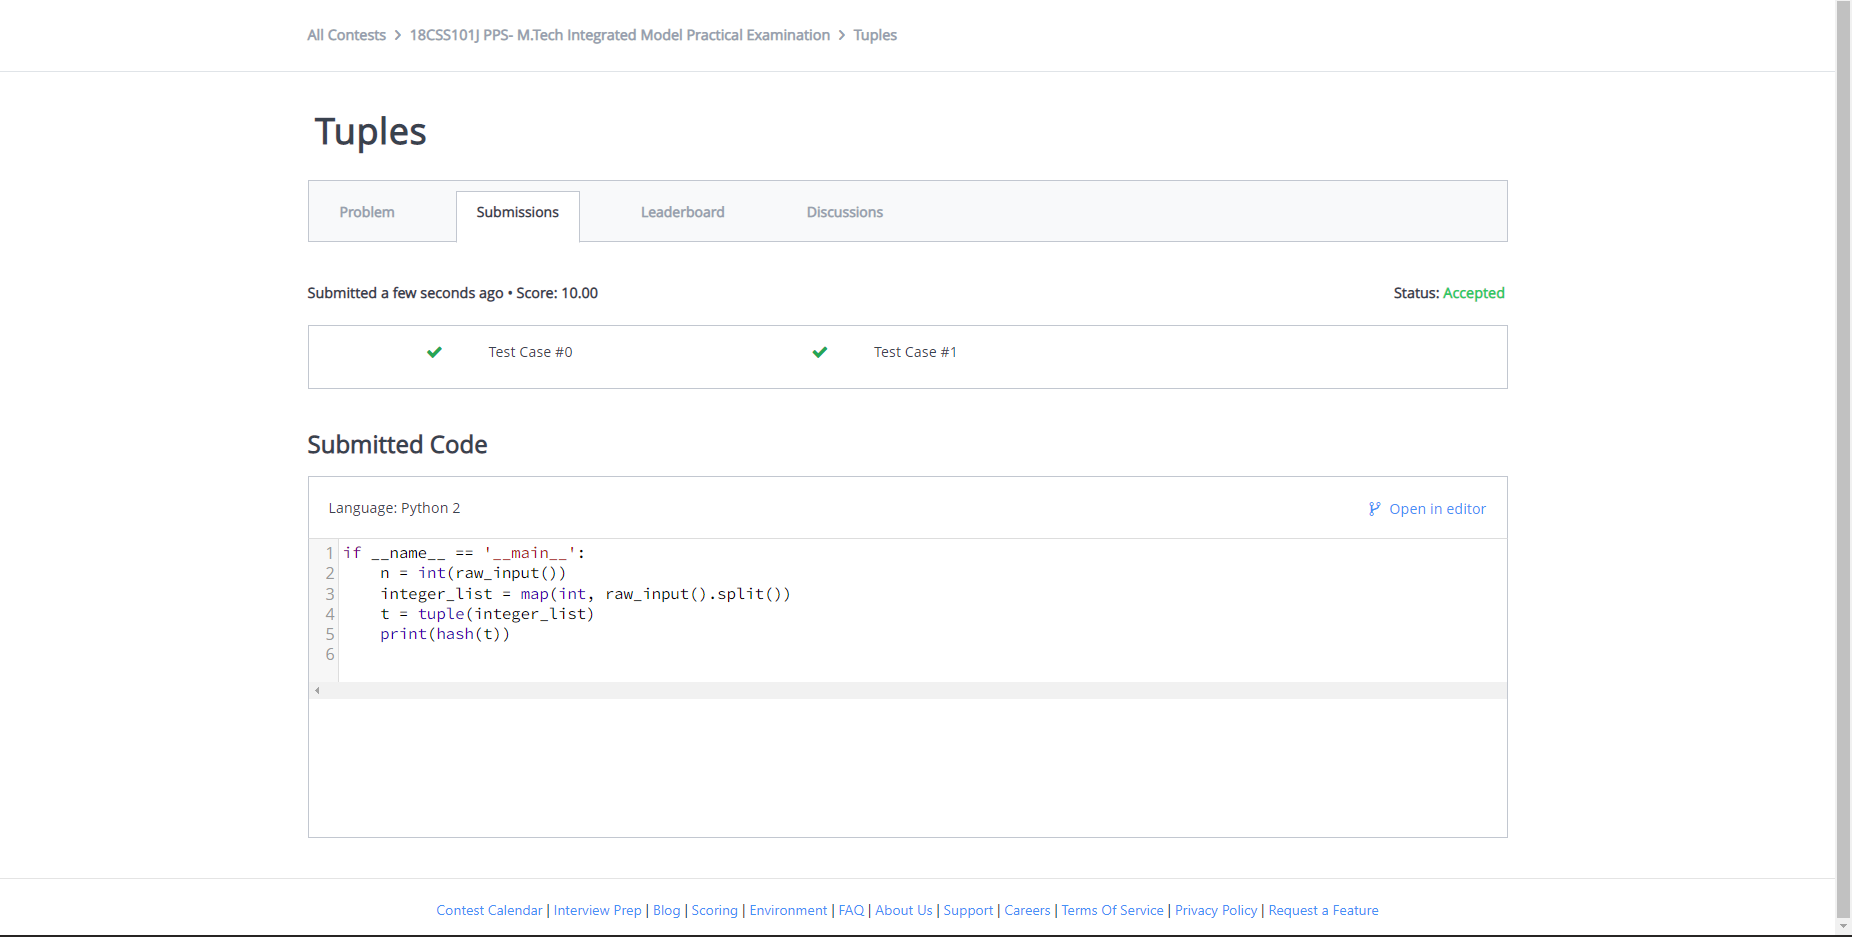 All Contests > 18CSS101J PPS- M.Tech Integrated Model Practical Examination > Tuples
Tuples
Problem Submissions Leaderboard Discussions
Submitted a few seconds ago • Score: 10.00 Status: Accepted
Test Case #0 Test Case #1
Submitted Code
Language: Python 2 Open in editor
1 if __name__ == '__main__':
2     n = int(raw_input())
3     integer_list = map(int, raw_input().split())
4     t = tuple(integer_list)
5     print(hash(t))
6
Contest Calendar | Interview Prep | Blog | Scoring | Environment | FAQ | About Us | Support | Careers | Terms Of Service | Privacy Policy | Request a Feature